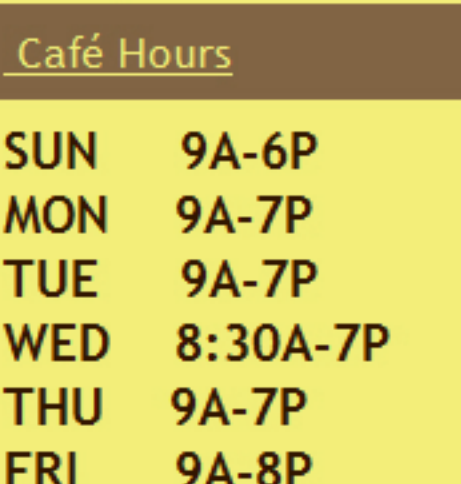 Café Hours
SUN 9A-6P
MON 9A-7P
TUE 9A-7P
WED 8:30A-7P
THU 9A-7P
FRI 9A-8P